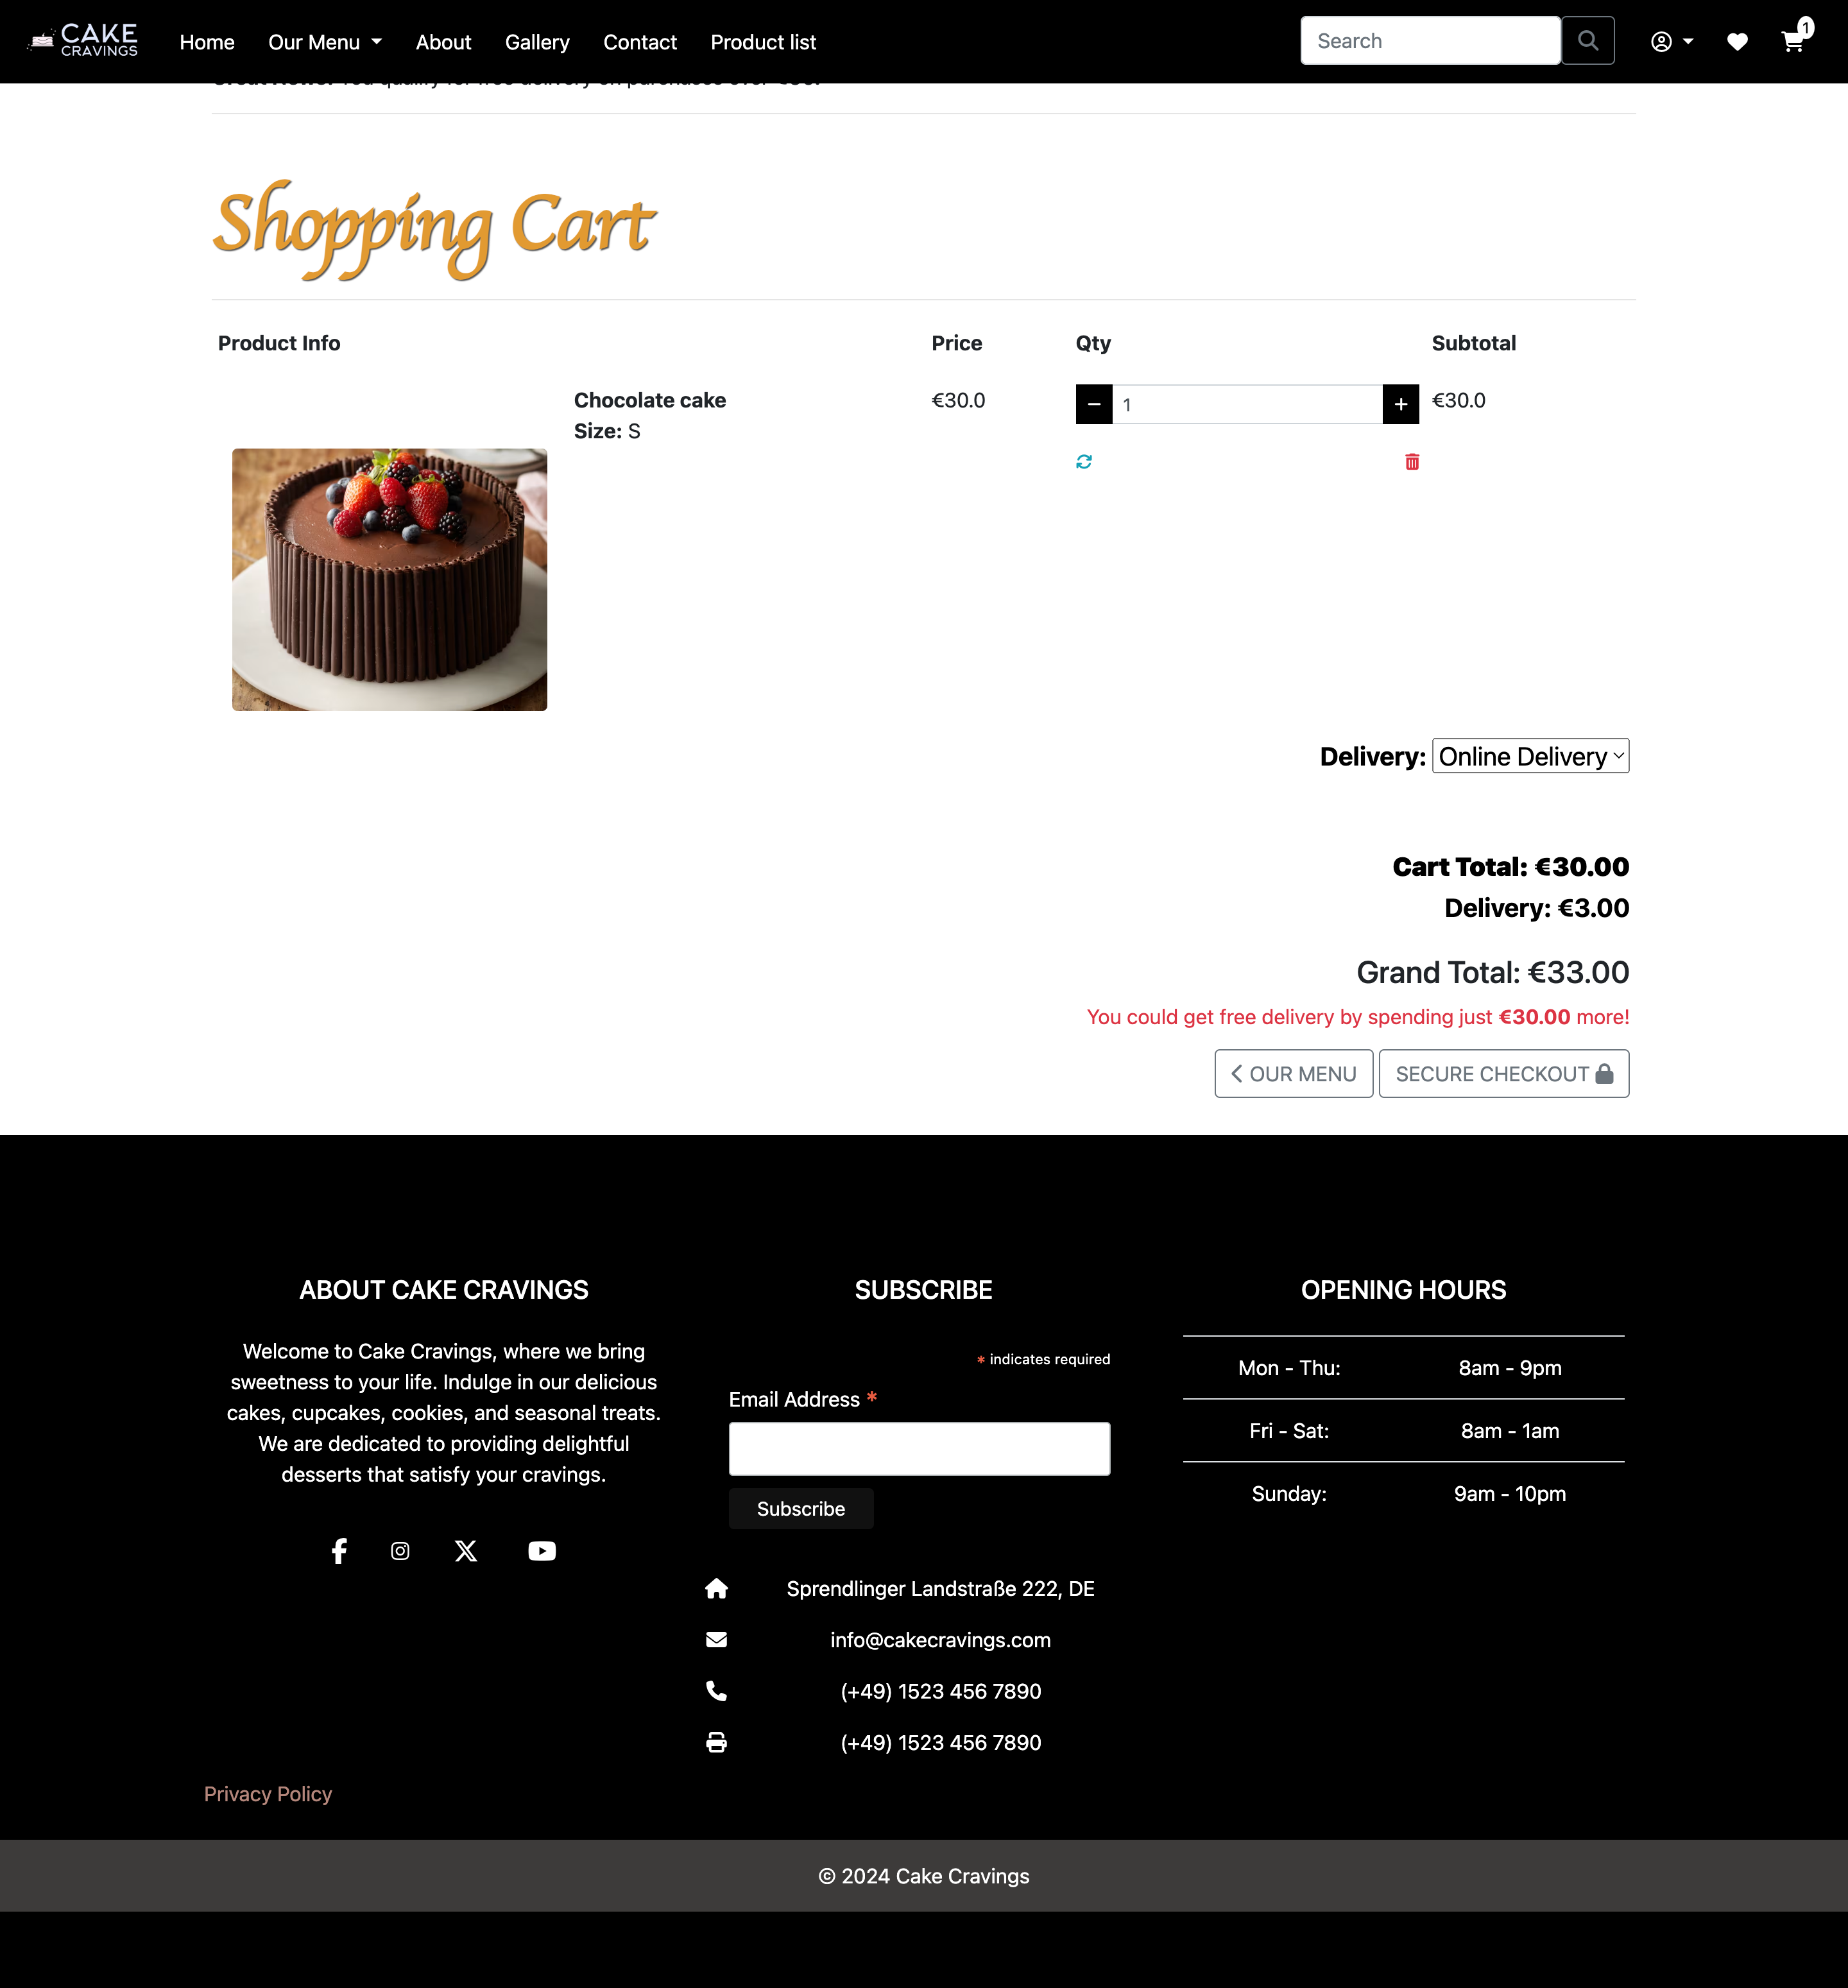 CAKE
CRAVINGS
Home
Our Menu
About
Gallery
Contact
Product list
Search
1
Shopping Cart
Product Info Price Qty Subtotal
Chocolate cake €30.0 1 €30.0
Size: S
Delivery: Online Delivery
Cart Total: €30.00
Delivery: €3.00
Grand Total: €33.00
You could get free delivery by spending just €30.00 more!
OUR MENU
SECURE CHECKOUT
ABOUT CAKE CRAVINGS
Welcome to Cake Cravings, where we bring
sweetness to your life. Indulge in our delicious
cakes, cupcakes, cookies, and seasonal treats.
We are dedicated to providing delightful
desserts that satisfy your cravings.
SUBSCRIBE
* indicates required
Email Address *
Subscribe
Sprendlinger Landstraße 222, DE
info@cakecravings.com
(+49) 1523 456 7890
(+49) 1523 456 7890
OPENING HOURS
Mon - Thu: 8am - 9pm
Fri - Sat: 8am - 1am
Sunday: 9am - 10pm
Privacy Policy
© 2024 Cake Cravings